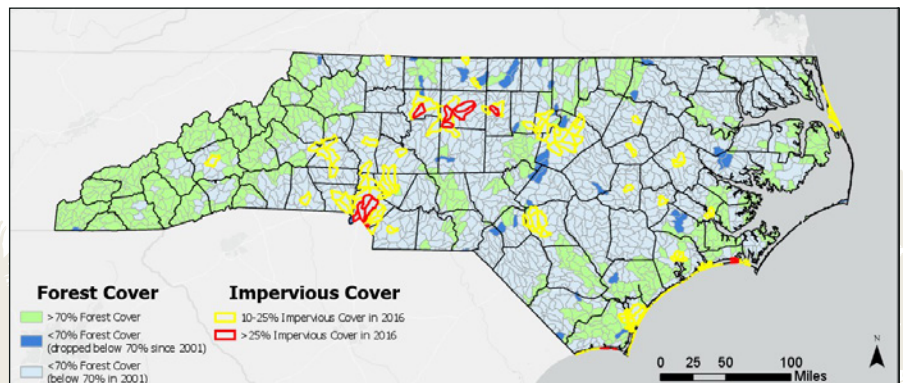 Forest Cover
>70% Forest Cover
<70% Forest Cover
(dropped below 70% since 2001)
<70% Forest Cover
(below 70% in 2001)
Impervious Cover
10-25% Impervious Cover in 2016
>25% Impervious Cover in 2016
N
0 25 50 100
Miles